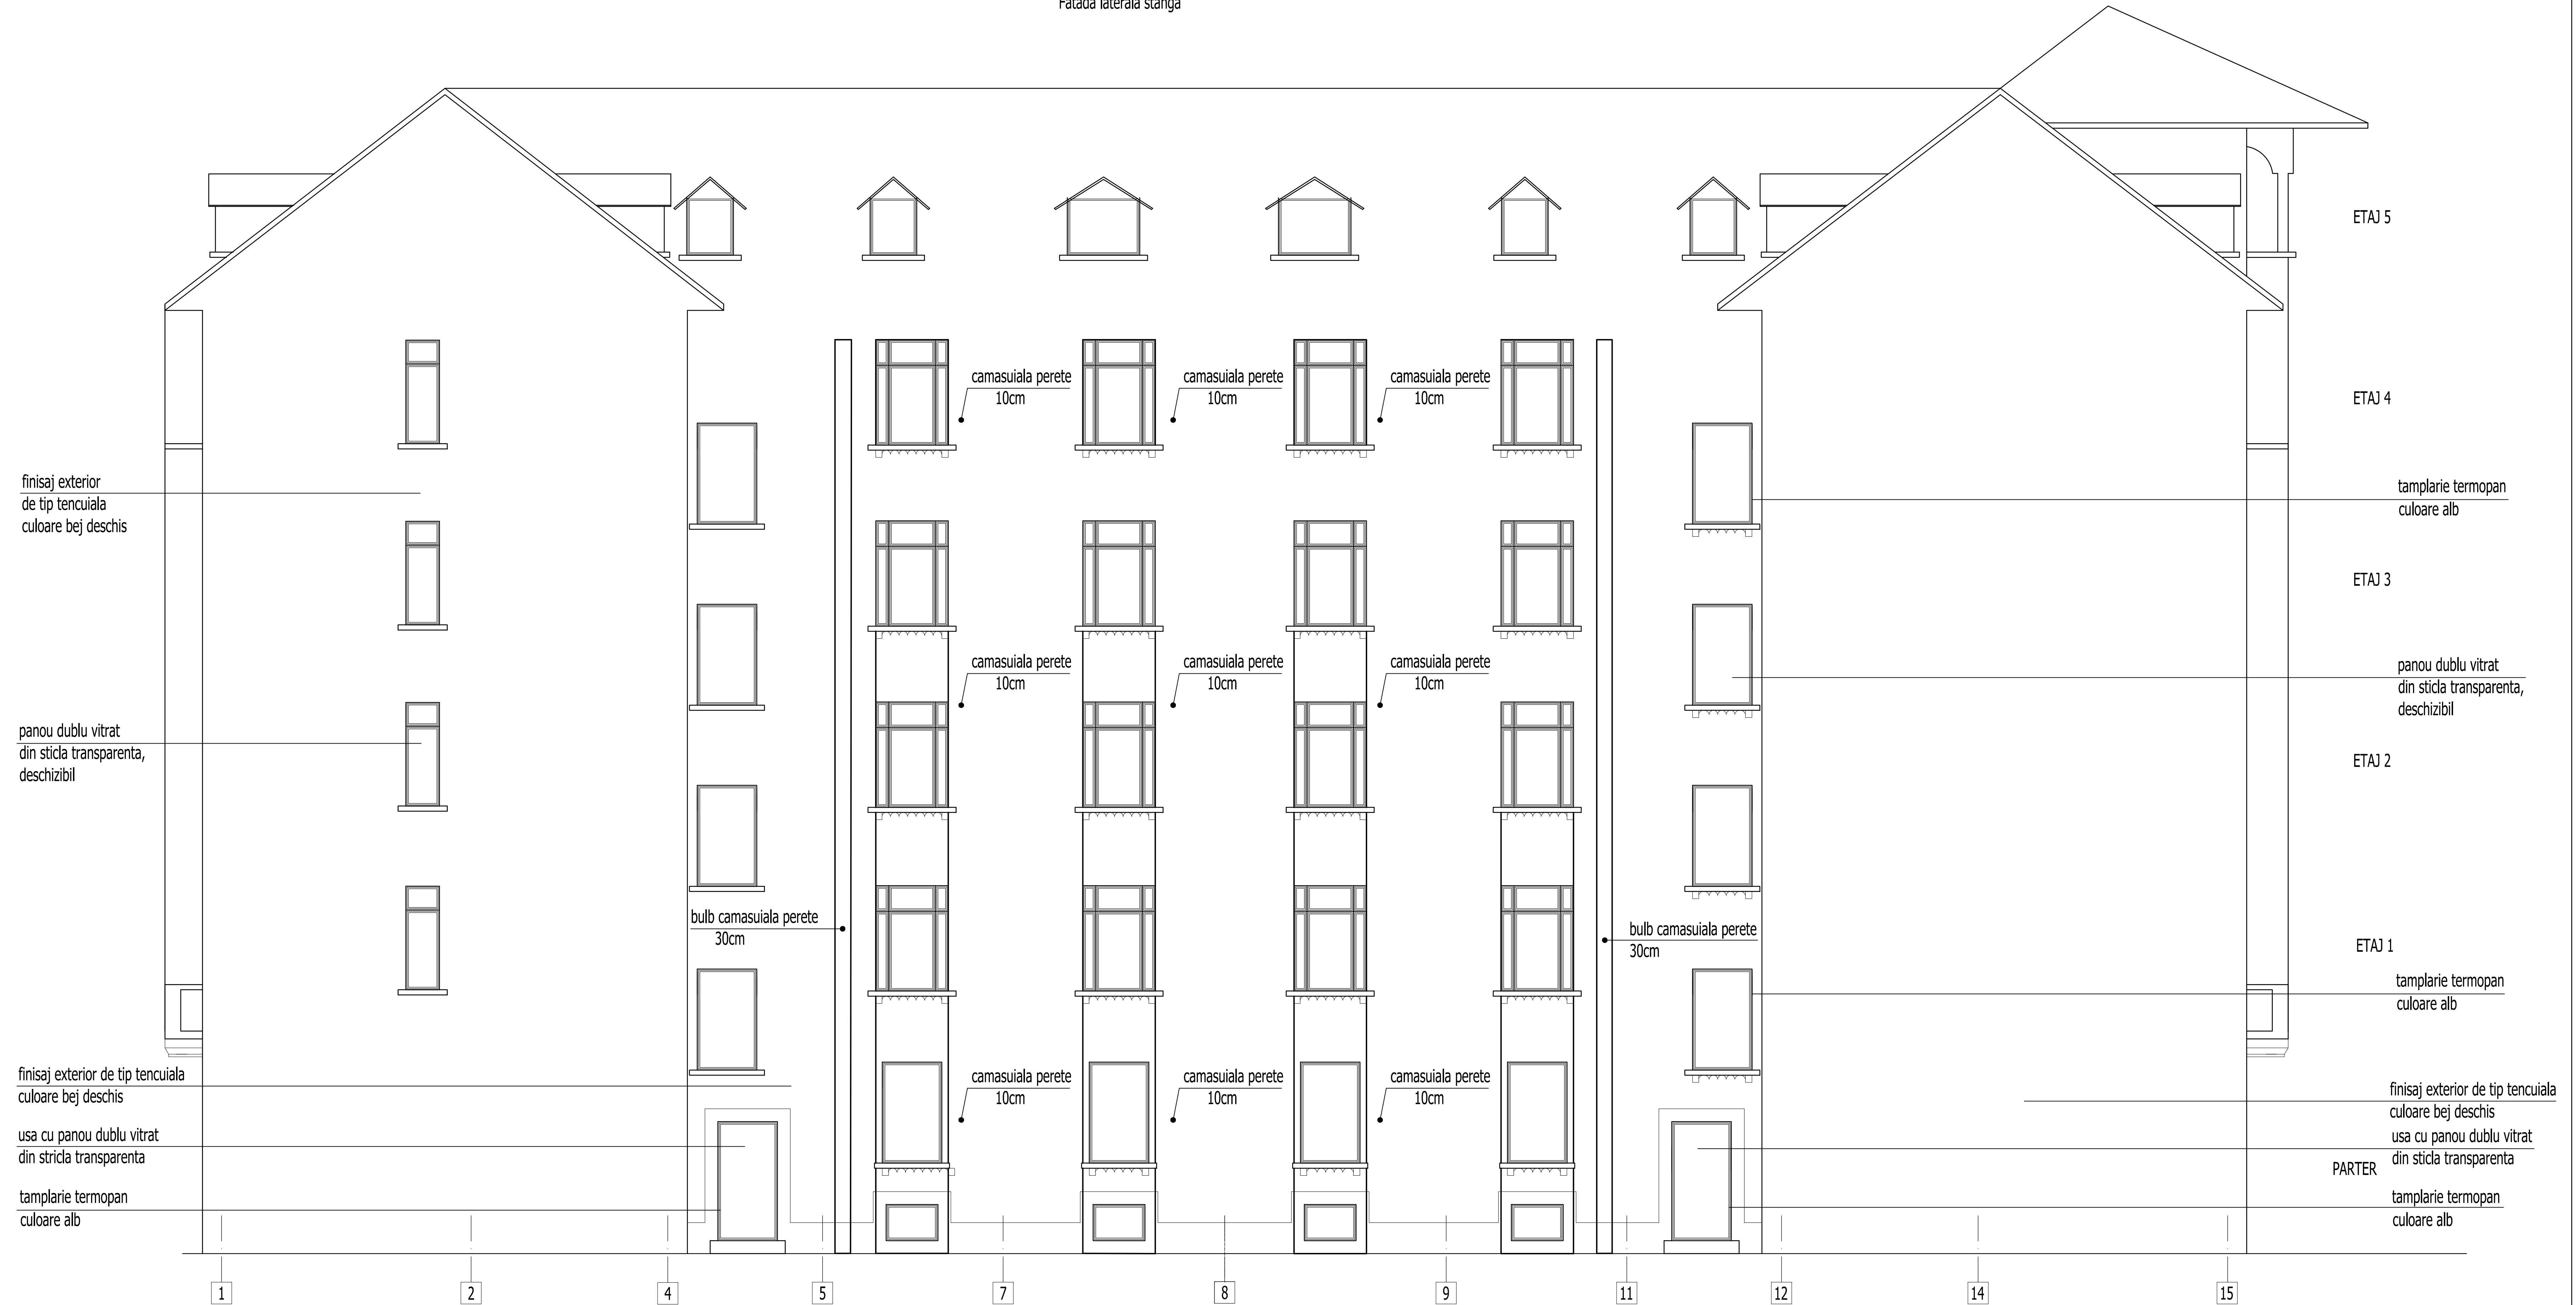 Fatada laterala stanga
ETAJ 5
camasuiala perete
10cm
camasuiala perete
10cm
camasuiala perete
10cm
ETAJ 4
finisaj exterior
de tip tencuiala
culoare bej deschis
tamplarie termopan
culoare alb
ETAJ 3
camasuiala perete
10cm
camasuiala perete
10cm
camasuiala perete
10cm
panou dublu vitrat
din sticla transparenta,
deschizibil
panou dublu vitrat
din sticla transparenta,
deschizibil
ETAJ 2
bulb camasuiala perete
30cm
bulb camasuiala perete
30cm
ETAJ 1
tamplarie termopan
culoare alb
finisaj exterior de tip tencuiala
culoare bej deschis
camasuiala perete
10cm
camasuiala perete
10cm
camasuiala perete
10cm
finisaj exterior de tip tencuiala
culoare bej deschis
usa cu panou dublu vitrat
din stricla transparenta
usa cu panou dublu vitrat
din sticla transparenta
PARTER
tamplarie termopan
culoare alb
tamplarie termopan
culoare alb
1 2 4 5 7 8 9 11 12 14 15